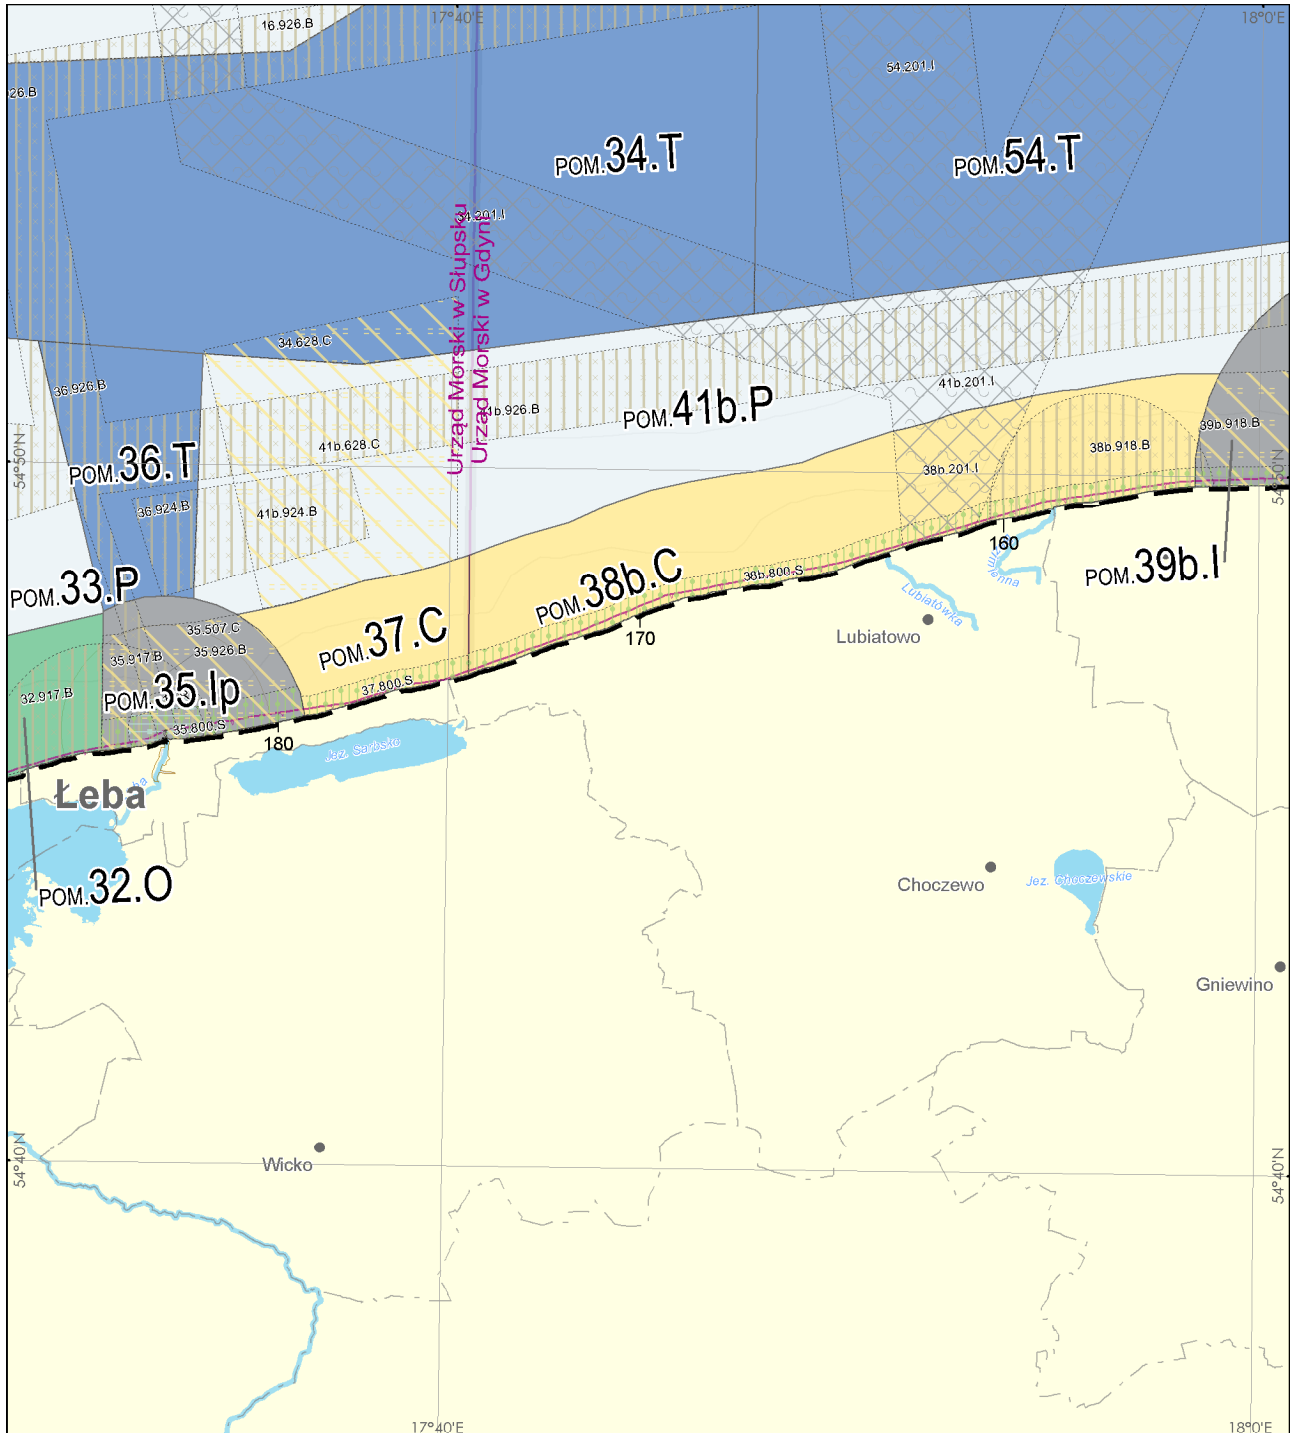 17°40'E
18°0'E
16.926.B
26.B
54.201.I
POM.34.T
POM.54.T
34.201.I
Urząd Morski w Słupsku
Urząd Morski w Gdyni
34.628.C
36.926.B
41b.201.I
41b.926.B
POM.41b.P
39b.918.B
41b.628.C
38b.918.B
54°50'N
POM.36.T
38b.201.I
54°50'N
36.924.B
41b.924.B
160
POM.39b.I
POM.33.P
38b.800.S
POM.38b.C
Lubiatówka
170
Lubiatowo
35.507.C
POM.37.C
35.917.B
35.926.B
32.917.B
POM.35.Ip
37.800.S
35.800.S
180
Jez. Sarbsko
Łeba
POM.32.O
Choczewo
Jez. Choczewskie
Gniewino
54°40'N
Wicko
54°40'N
17°40'E
18°0'E